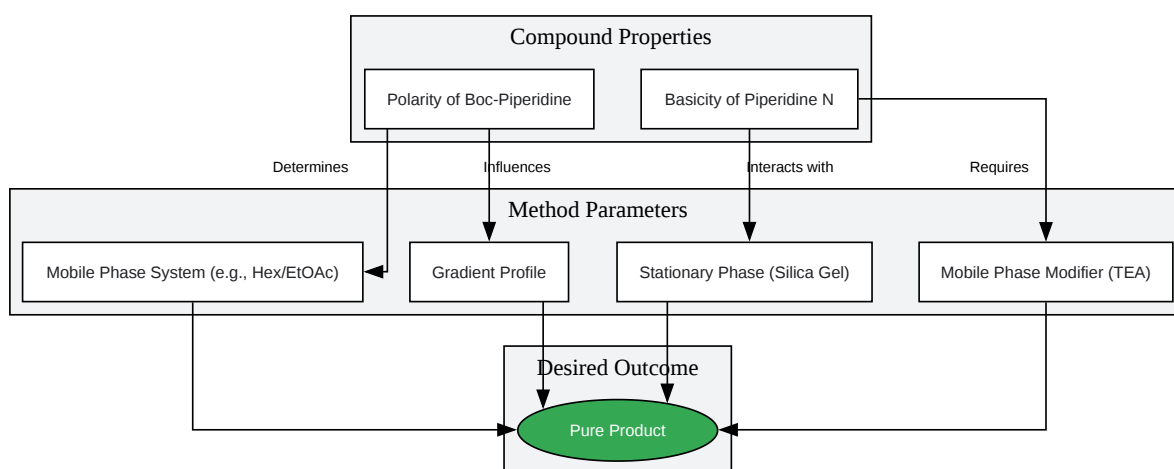 Compound Properties
Polarity of Boc-Piperidine
Basicity of Piperidine N
Determines
Influences
Interacts with
Requires
Method Parameters
Mobile Phase System (e.g., Hex/EtOAc)
Gradient Profile
Stationary Phase (Silica Gel)
Mobile Phase Modifier (TEA)
Desired Outcome
Pure Product